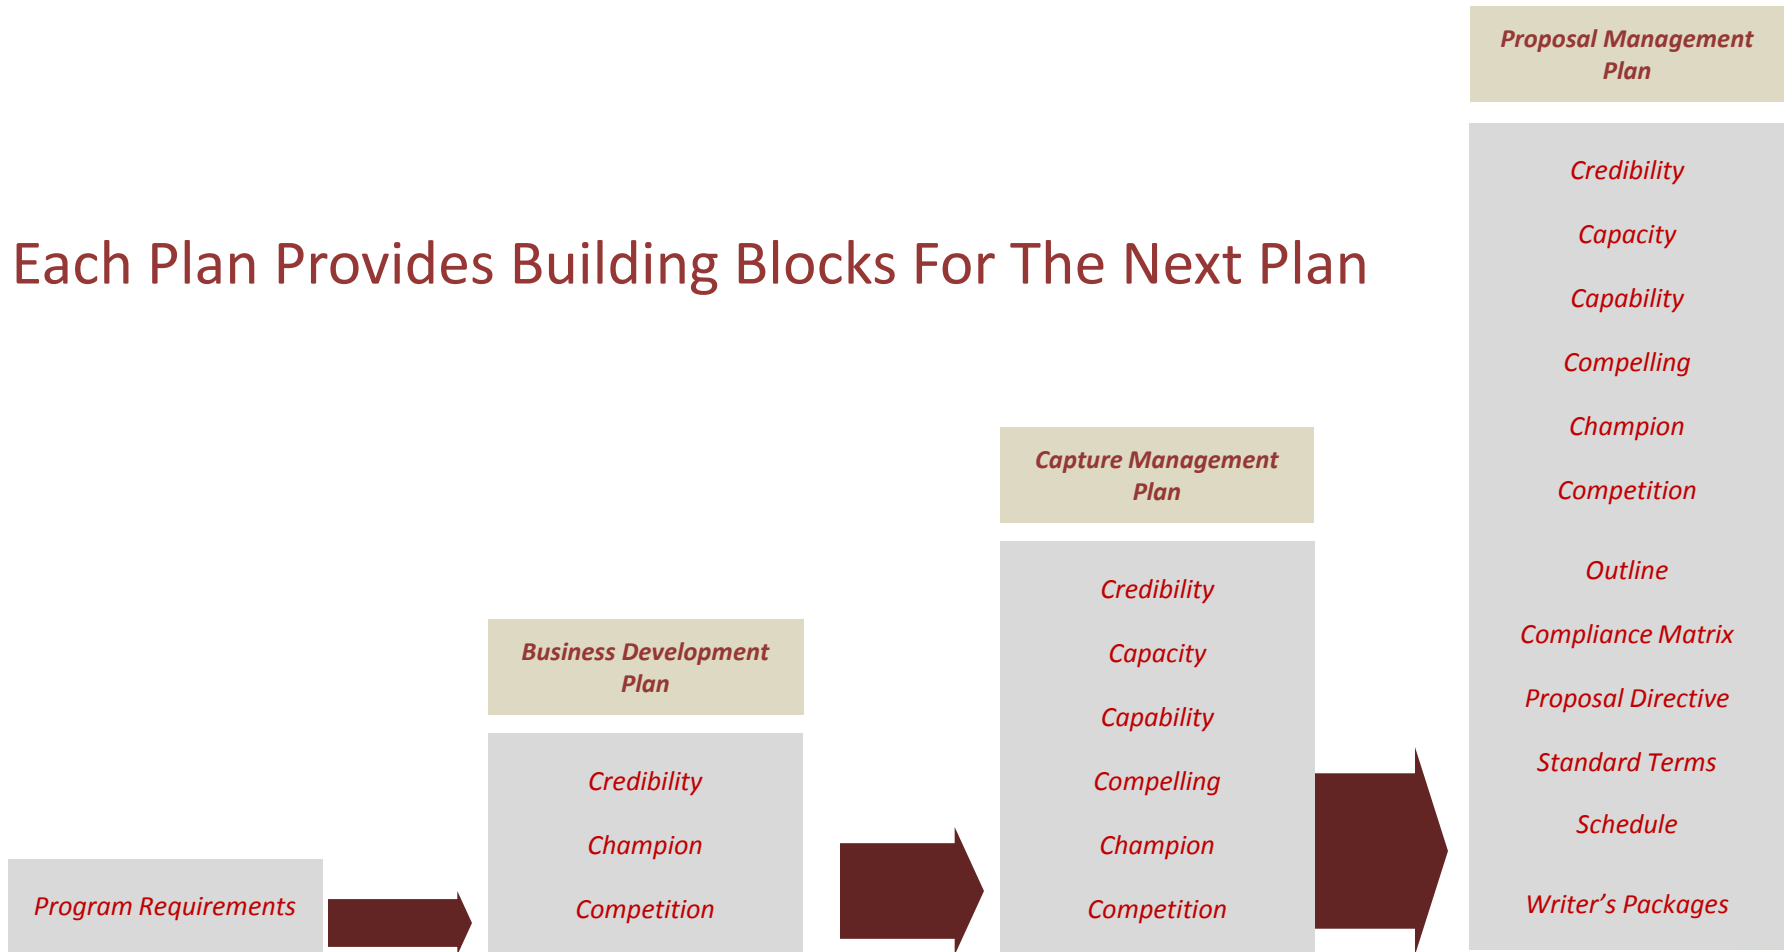 Each Plan Provides Building Blocks For The Next Plan
Program Requirements
Business Development
Plan
Credibility
Champion
Competition
Capture Management
Plan
Credibility
Capacity
Capability
Compelling
Champion
Competition
Proposal Management
Plan
Credibility
Capacity
Capability
Compelling
Champion
Competition
Outline
Compliance Matrix
Proposal Directive
Standard Terms
Schedule
Writer’s Packages